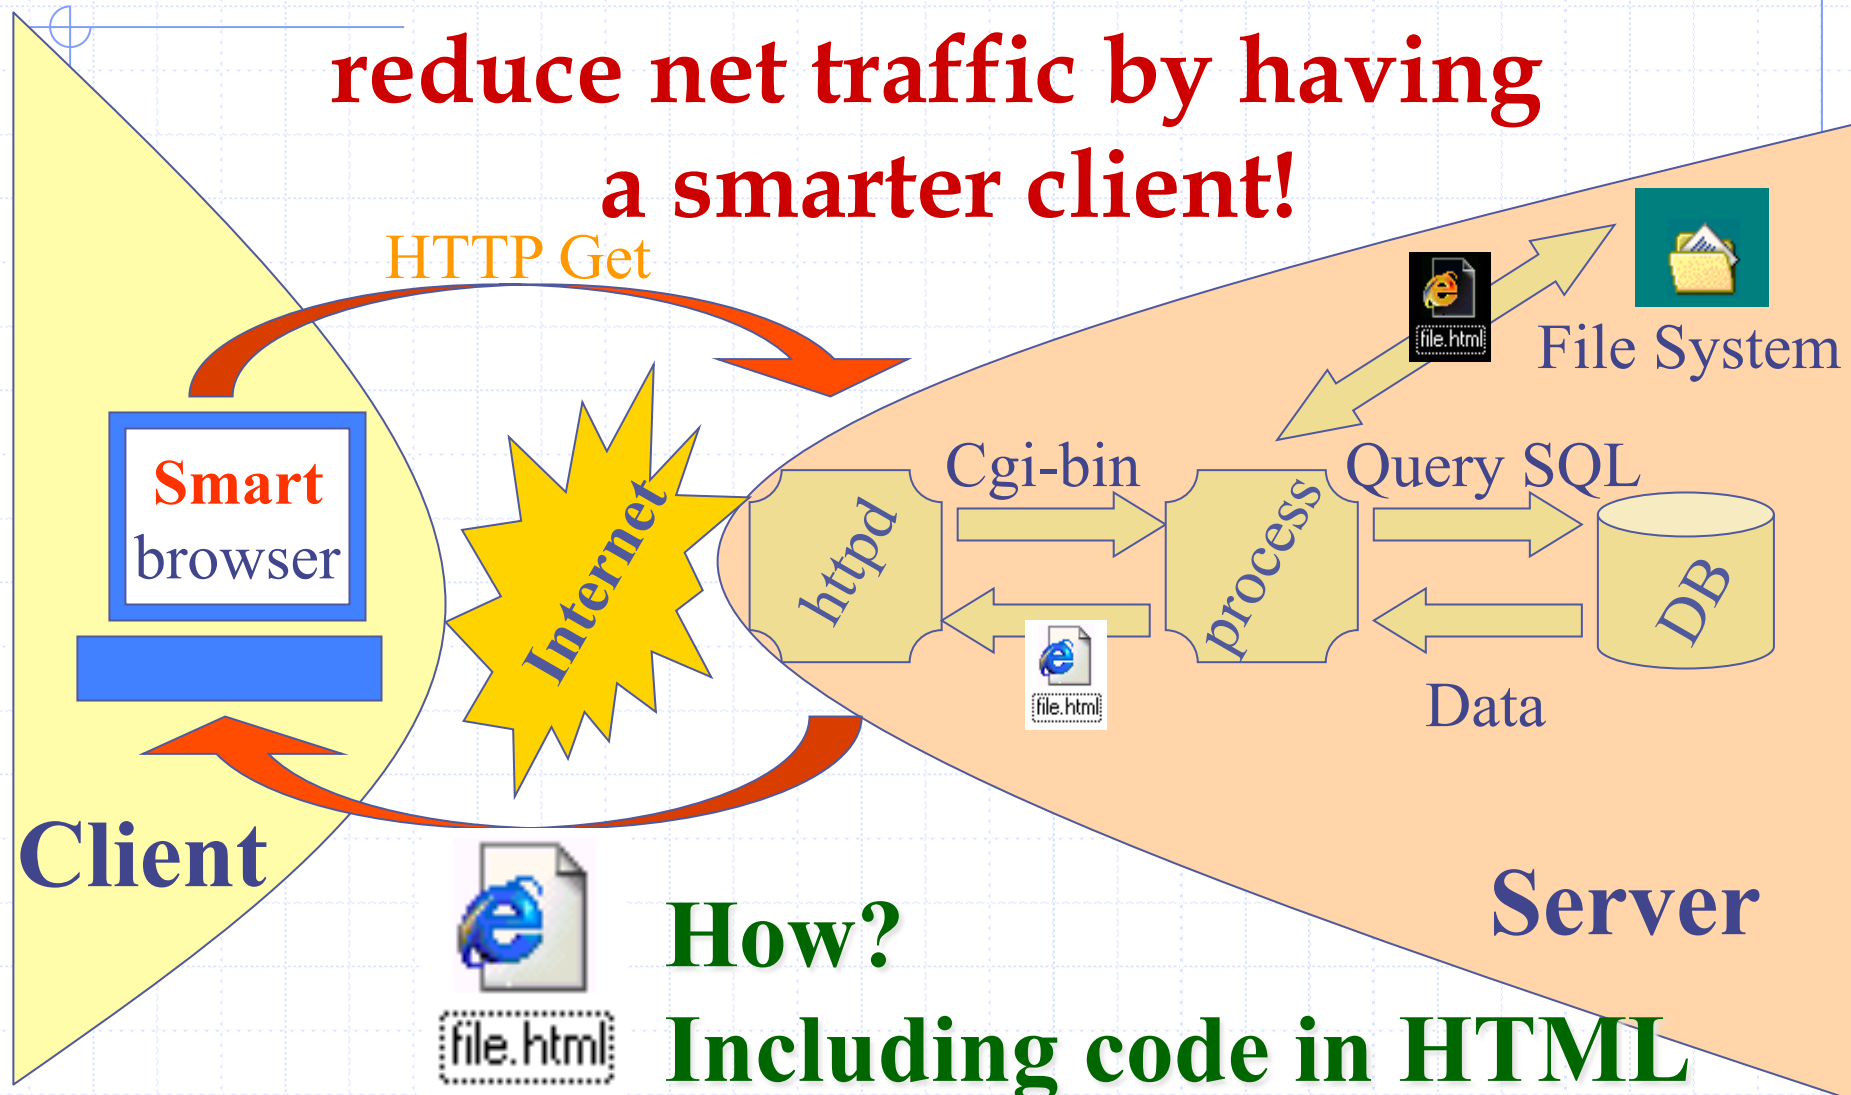 reduce net traffic by having
a smarter client!
HTTP Get
file.html
File System
Smart
browser
Internet
httpd
Cgi-bin
process
Query SQL
DB
file.html
Data
Client
Server
file.html
How?
Including code in HTML